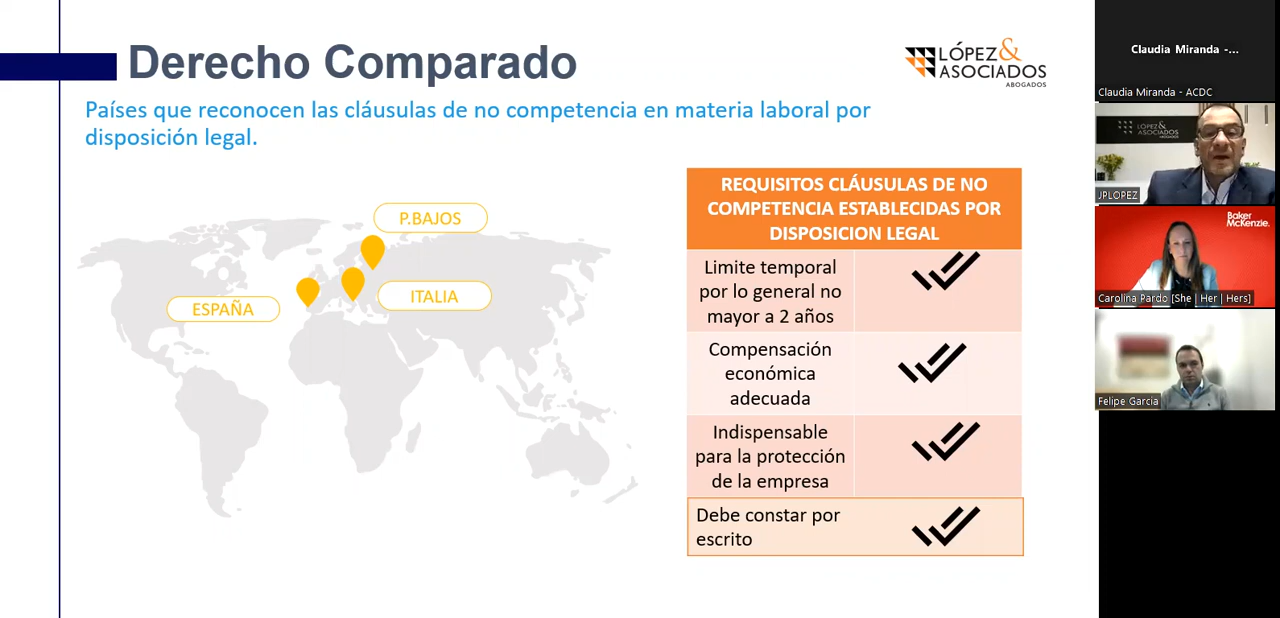 Derecho Comparado
LÓPEZ&
ASOCIADOS
ABOGADOS
Países que reconocen las cláusulas de no competencia en materia laboral por
disposición legal.
P.BAJOS
ITALIA
ESPAÑA
REQUISITOS CLÁUSULAS DE NO
COMPETENCIA ESTABLECIDAS POR
DISPOSICION LEGAL
Limite temporal
por lo general no
mayor a 2 años
Compensación
económica
adecuada
Indispensable
para la protección
de la empresa
Debe constar por
escrito
Claudia Miranda -...
Claudia Miranda - ACDC
LÓPEZ&
ASOCIADOS
JPLOPEZ
Baker
McKenzie.
Carolina Pardo [She | Her | Hers]
Felipe Garcia